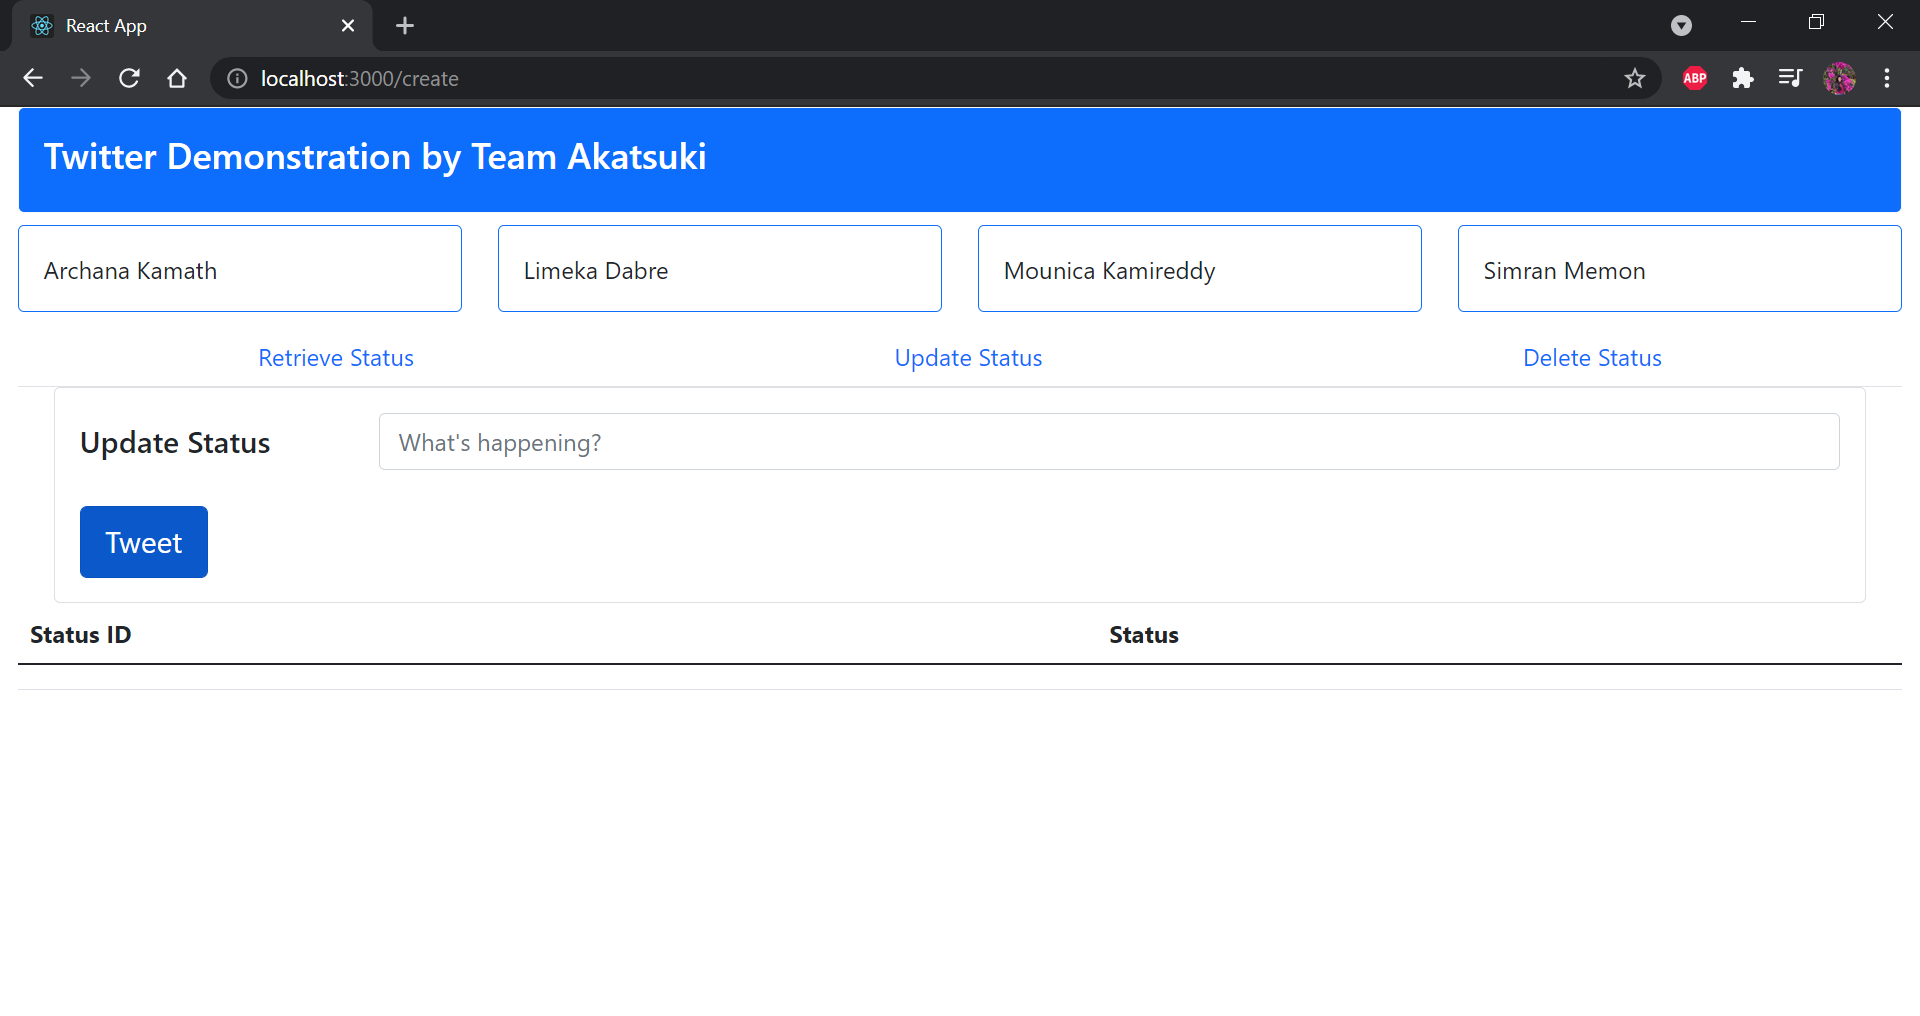 React App
localhost:3000/create
ABP
Twitter Demonstration by Team Akatsuki
Archana Kamath Limeka Dabre Mounica Kamireddy Simran Memon
Retrieve Status Update Status Delete Status
Update Status What's happening?
Tweet
Status ID Status